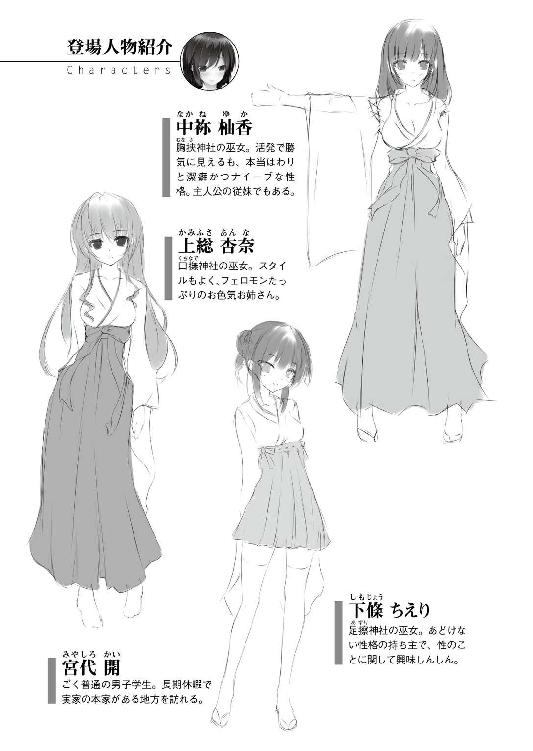 登場人物紹介
Characters
なかね ゆか
中祢 柚香
むなさ
胸挟神社の巫女。活発で勝
気に見えるも、本当はわり
と潔癖かつナイーブな性
格。主人公の従妹でもある。
かみふさ あんな
上総 杏奈
くちなで
口撫神社の巫女。スタイ
ルもよく、フェロモンたっ
ぷりのお色気お姉さん。
しもじょう
下條 ちえり
足擦神社の巫女。あどけな
い性格の持ち主で、性のこ
とに関して興味しんしん。
みやしろ かい
宮代 開
ごく普通の男子学生。長期休暇で
実家の本家がある地方を訪れる。